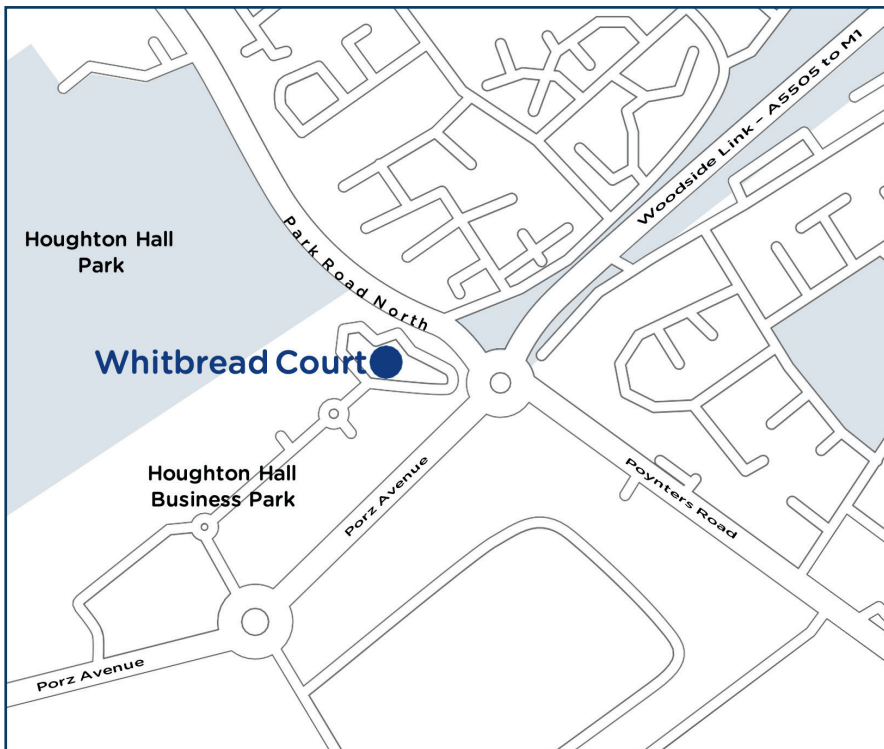 Woodside Link – A5505 to M1
Houghton Hall
Park
Park Road North
Whitbread Court
Houghton Hall
Business Park
Porz Avenue
Poynters Road
Porz Avenue